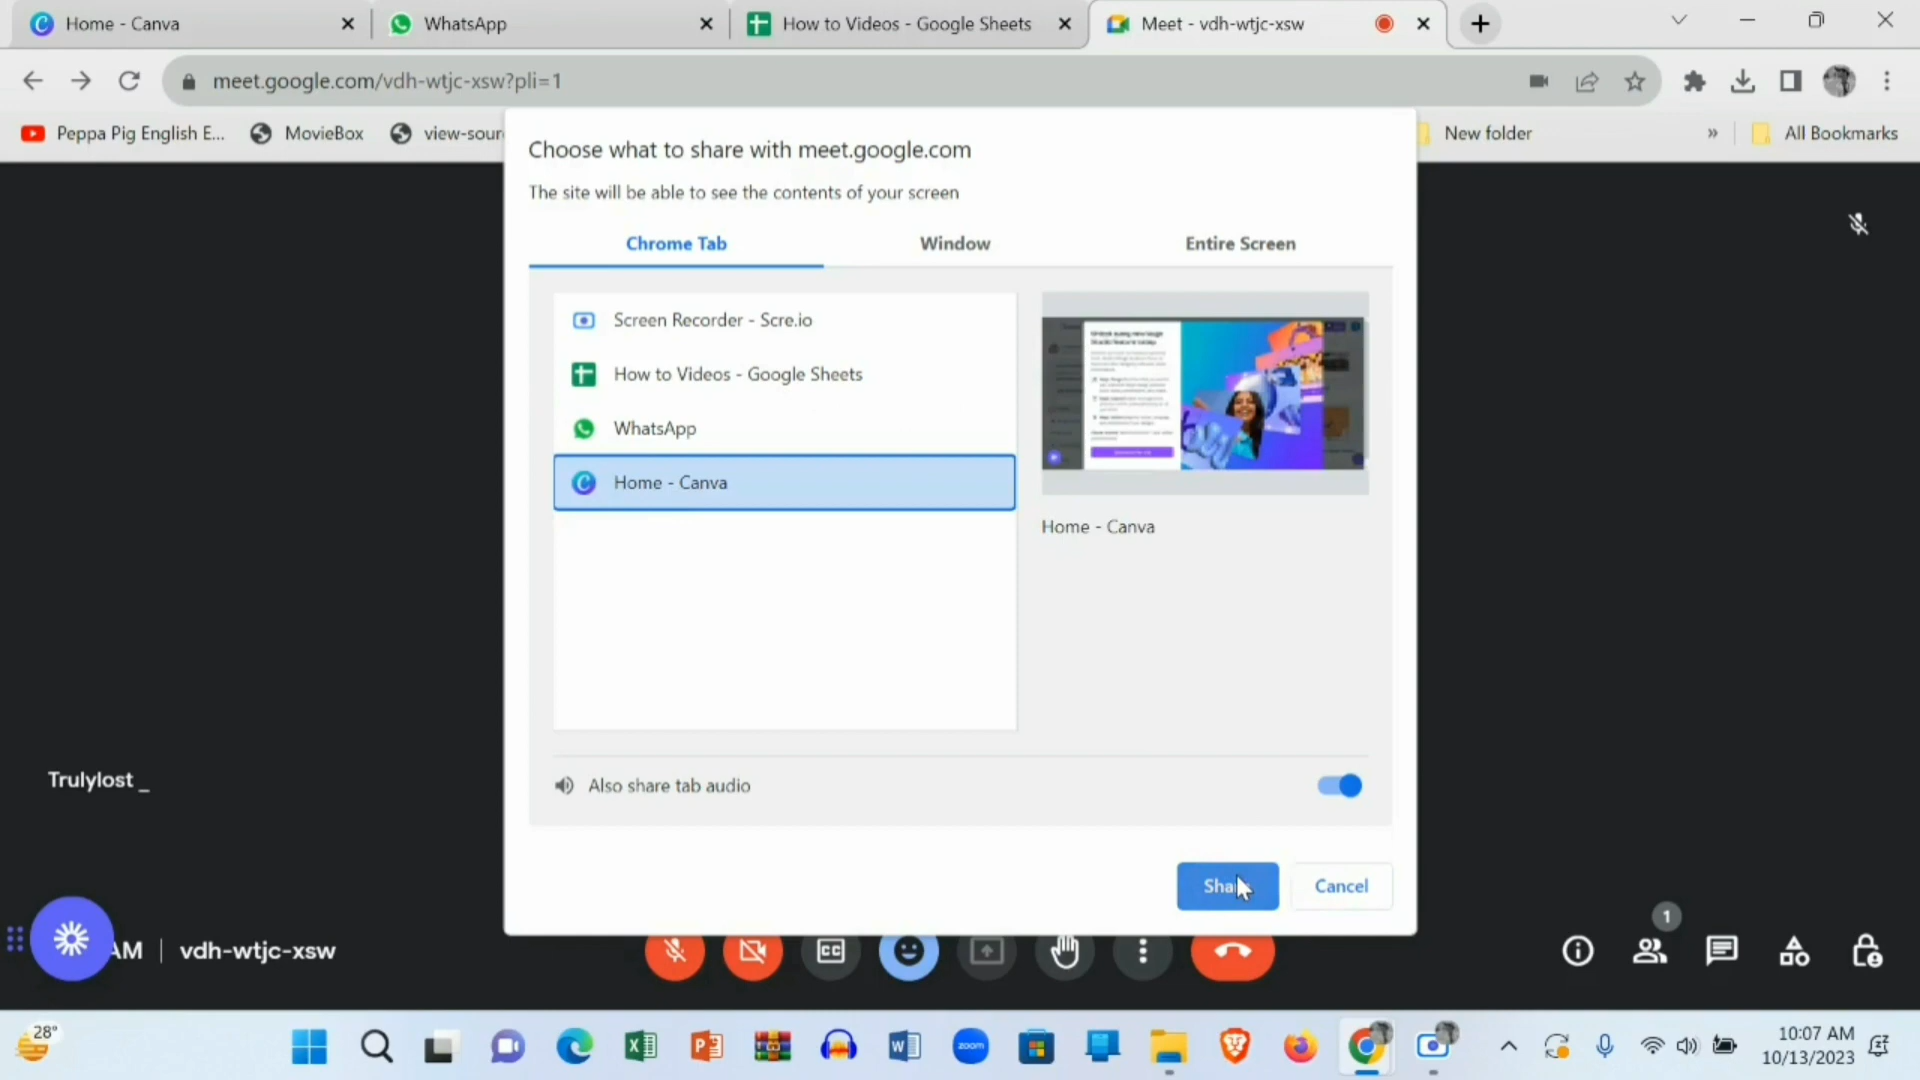 Home - Canva
WhatsApp
How to Videos - Google Sheets
Meet - vdh-wtjc-xsw
meet.google.com/vdh-wtjc-xsw?pli=1
Peppa Pig English E...
MovieBox
view-sour
New folder
»
All Bookmarks
Choose what to share with meet.google.com
The site will be able to see the contents of your screen
Chrome Tab
Window
Entire Screen
Screen Recorder - Scre.io
How to Videos - Google Sheets
WhatsApp
Home - Canva
Home - Canva
Also share tab audio
Trulylost _
Share
Cancel
AM | vdh-wtjc-xsw
CC
1
28°
zoom
10:07 AM
10/13/2023